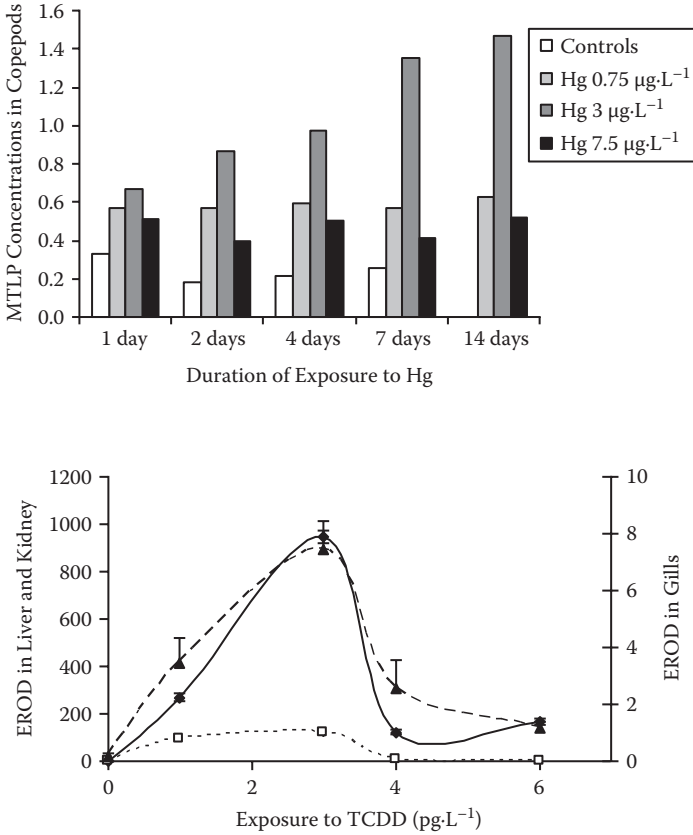 MTLP Concentrations in Copepods
1.6
1.4
1.2
1.0
0.8
0.6
0.4
0.2
0.0
Controls
Hg 0.75 µg·L⁻¹
Hg 3 µg·L⁻¹
Hg 7.5 µg·L⁻¹
1 day 2 days 4 days 7 days 14 days
Duration of Exposure to Hg
EROD in Liver and Kidney
1200
1000
800
600
400
200
0
10
8
6
4
2
0
EROD in Gills
0 2 4 6
Exposure to TCDD (pg·L⁻¹)